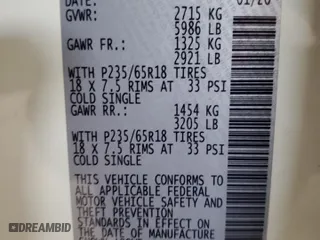 DATE: 01/20
GVWR: 2715 KG
5986 LB
GAWR FR.: 1325 KG
2921 LB
WITH P235/65R18 TIRES
18 X 7.5 RIMS AT 33 PSI
COLD SINGLE
GAWR RR.: 1454 KG
3205 LB
WITH P235/65R18 TIRES
18 X 7.5 RIMS AT 33 PSI
COLD SINGLE
THIS VEHICLE CONFORMS TO
ALL APPLICABLE FEDERAL
MOTOR VEHICLE SAFETY AND
THEFT PREVENTION
STANDARDS IN EFFECT ON
THE DATE OF MANUFACTURE
DREAMBID